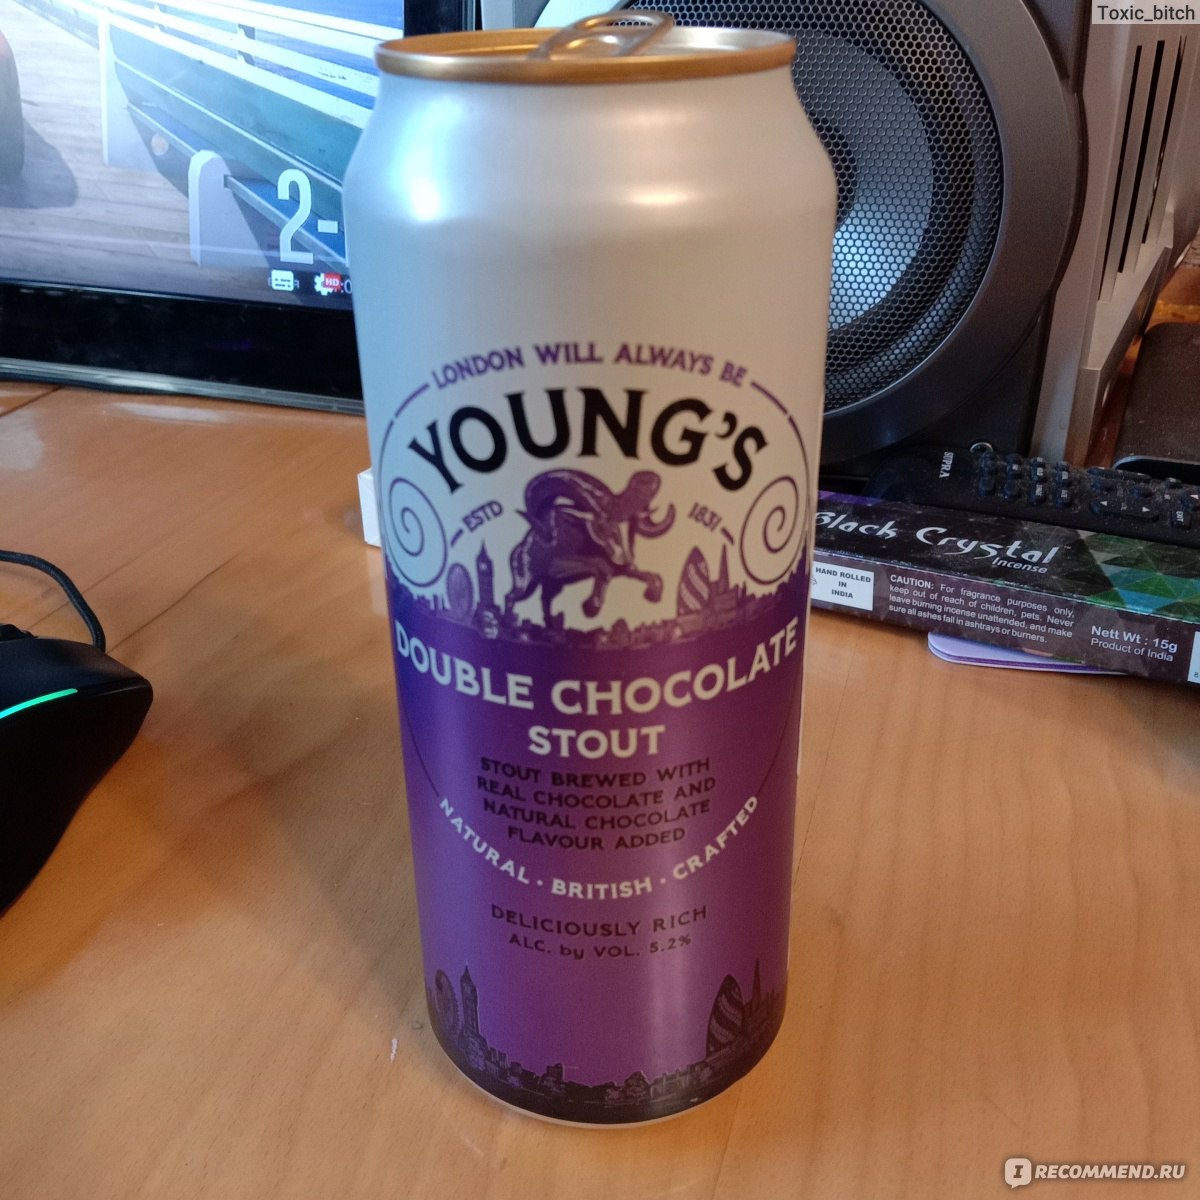 Toxic_bitch
2-
HD
LONDON WILL ALWAYS BE
YOUNG'S
ESTD 1831
DOUBLE CHOCOLATE
STOUT
STOUT BREWED WITH
REAL CHOCOLATE AND
NATURAL CHOCOLATE
FLAVOUR ADDED
NATURAL · BRITISH · CRAFTED
DELICIOUSLY RICH
ALC. by VOL. 5.2%
SUPRA
Black Crystal
Incense
HAND ROLLED
IN
INDIA
CAUTION: For fragrance purposes only,
keep out of reach of children, pets. Never
leave burning incense unattended, and make
sure all ashes fall in ashtrays or burners.
Nett Wt : 15g
Product of India
IRECOMMEND.RU